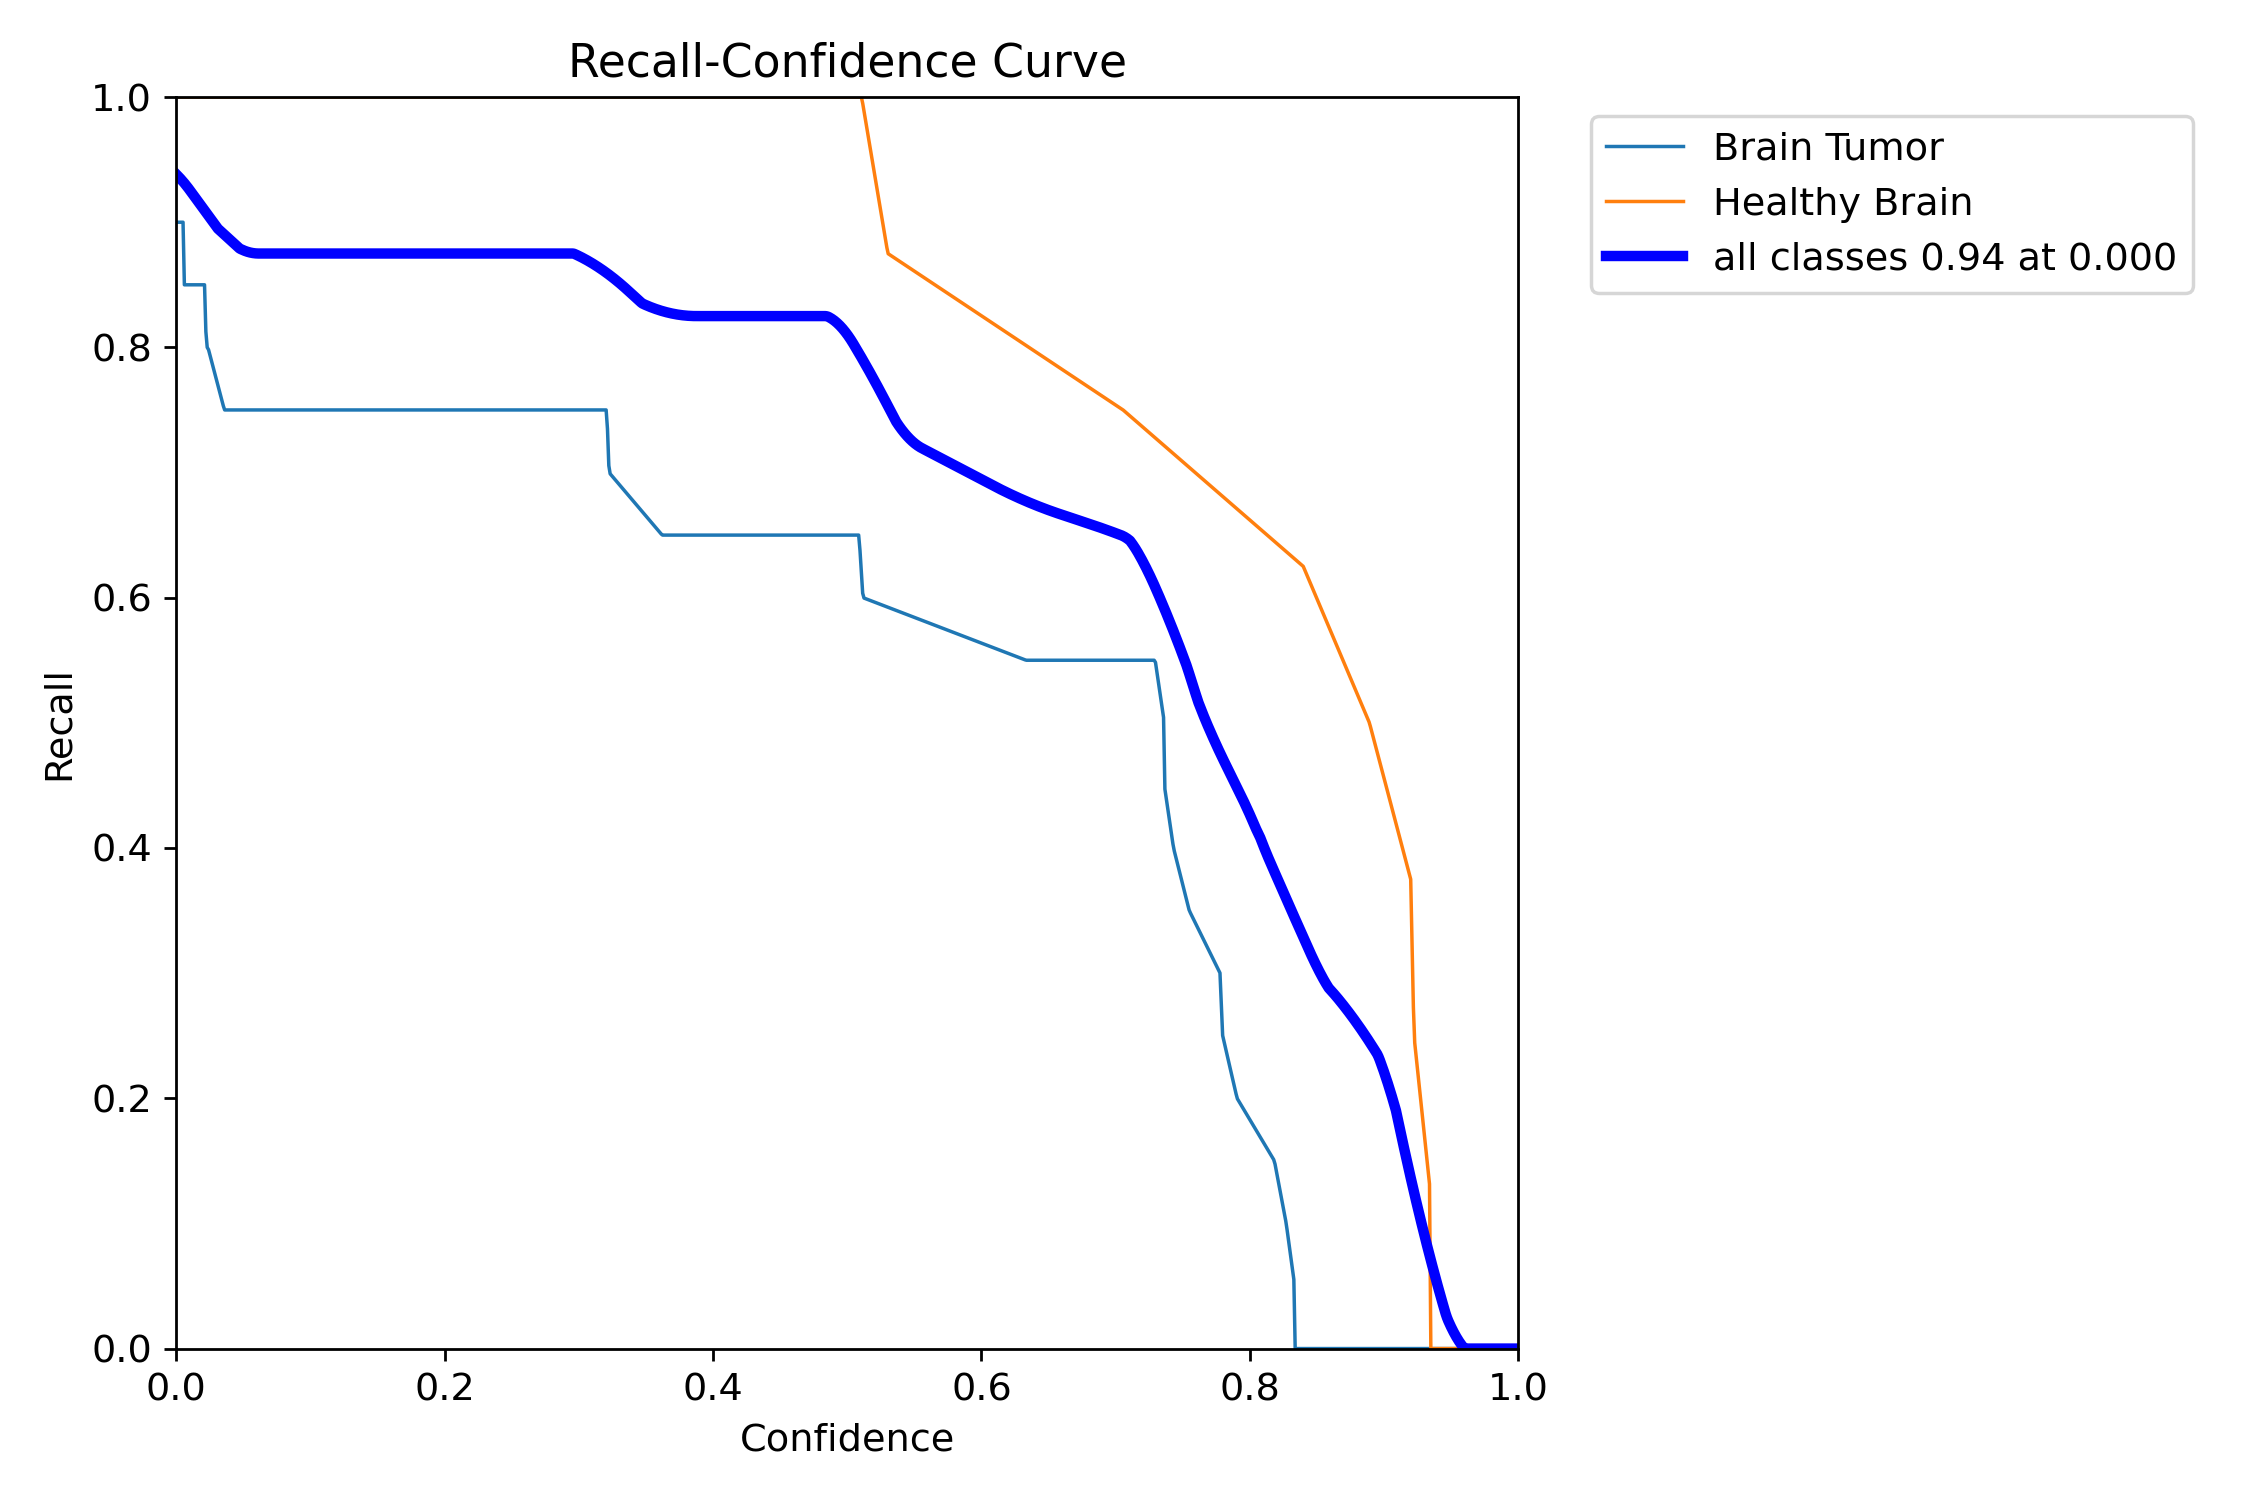 Recall-Confidence Curve
1.0
0.8
0.6
0.4
0.2
0.0
Recall
0.0 0.2 0.4 0.6 0.8 1.0
Confidence
Brain Tumor
Healthy Brain
all classes 0.94 at 0.000